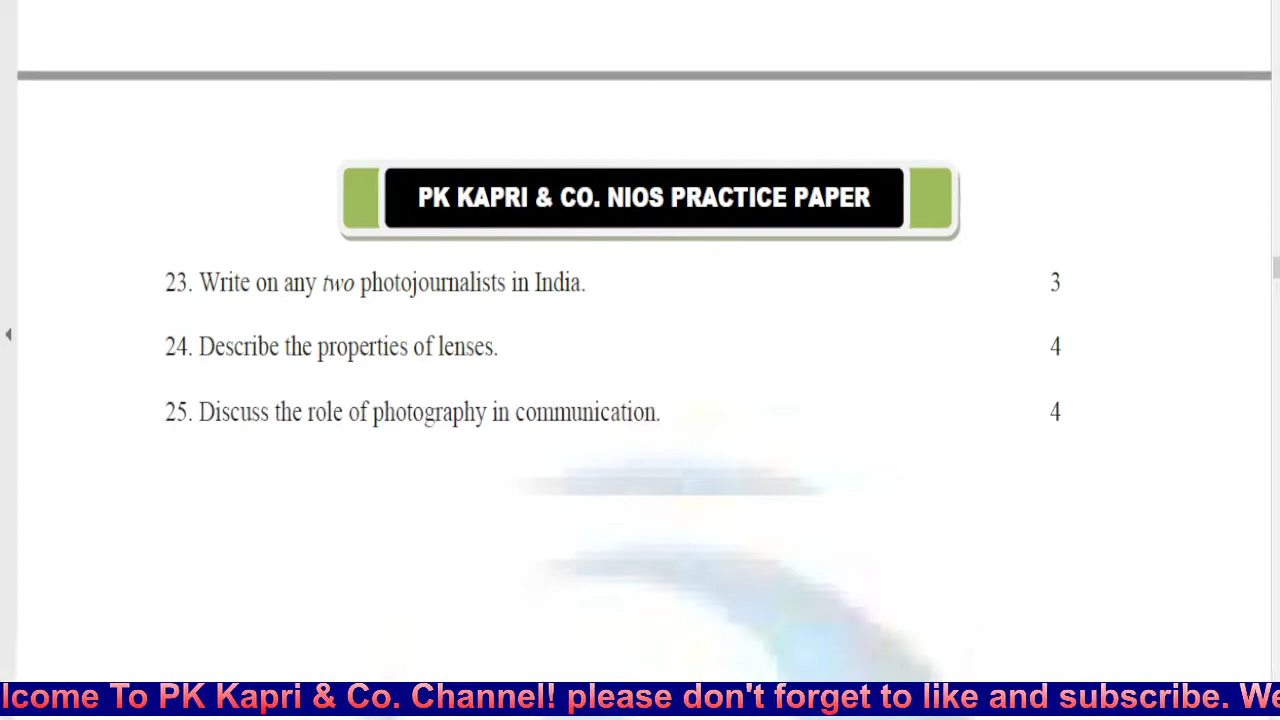 PK KAPRI & CO. NIOS PRACTICE PAPER
23. Write on any two photojournalists in India. 3
24. Describe the properties of lenses. 4
25. Discuss the role of photography in communication. 4
lcome To PK Kapri & Co. Channel! please don't forget to like and subscribe. We